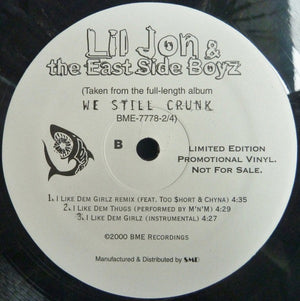 Lil Jon &
the East Side Boyz
(Taken from the full-length album
WE STILL CRUNK
BME-7778-2/4)
B
Limited Edition
Promotional Vinyl.
Not For Sale.
1. I Like Dem Girlz remix (feat. Too $hort & Chyna) 4:35
2. I Like Dem Thugs (performed by M'n'M) 4:29
3. I Like Dem Girlz (instrumental) 4:27
©2000 BME Recordings
Manufactured & Distributed by SMD